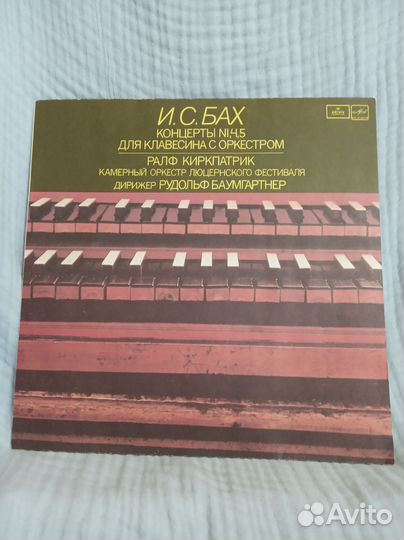 И.С.БАХ
КОНЦЕРТЫ №1,4,5
ДЛЯ КЛАВЕСИНА С ОРКЕСТРОМ
РАЛФ КИРКПАТРИК
КАМЕРНЫЙ ОРКЕСТР ЛЮЦЕРНСКОГО ФЕСТИВАЛЯ
ДИРИЖЕР РУДОЛЬФ БАУМГАРТНЕР
Avito